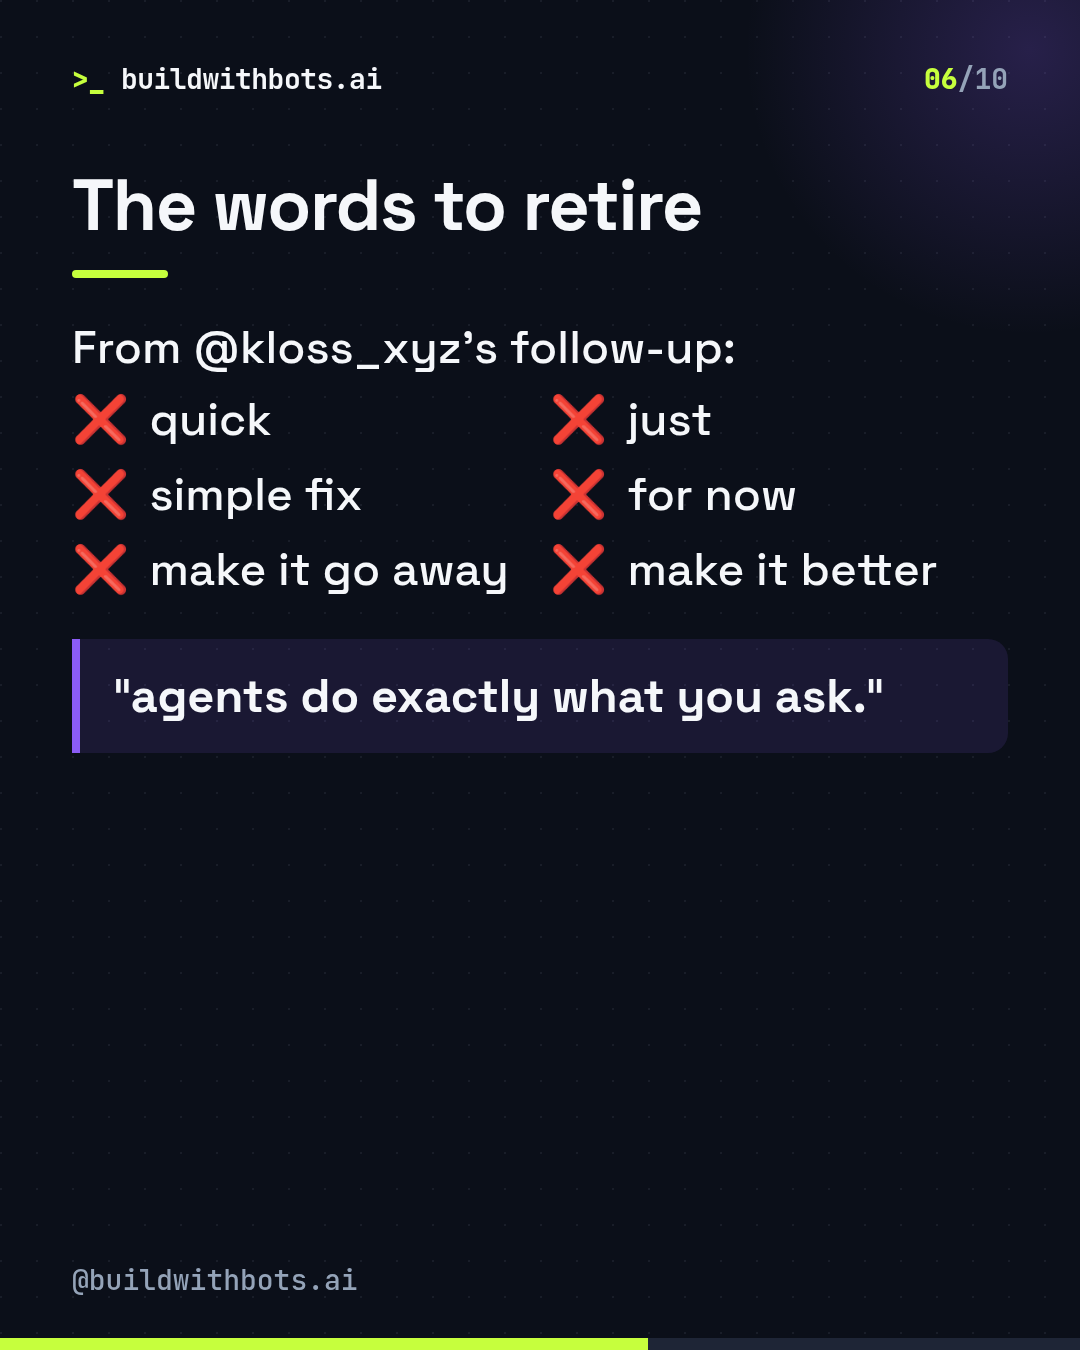 >_ buildwithbots.ai
06/10
The words to retire
From @kloss_xyz’s follow-up:
❌ quick ❌ just
❌ simple fix ❌ for now
❌ make it go away ❌ make it better
"agents do exactly what you ask."
@buildwithbots.ai